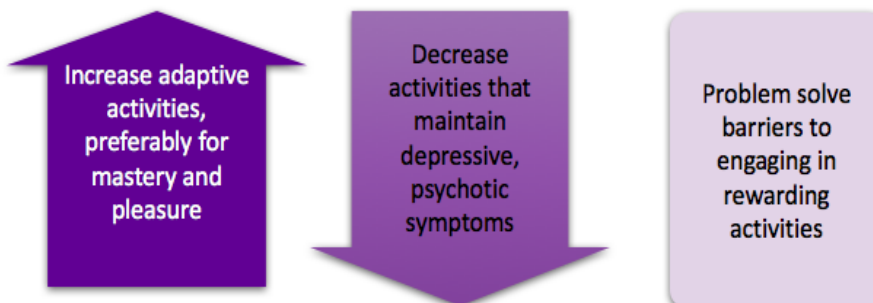 Increase adaptive
activities,
preferably for
mastery and
pleasure
Decrease
activities that
maintain
depressive,
psychotic
symptoms
Problem solve
barriers to
engaging in
rewarding
activities